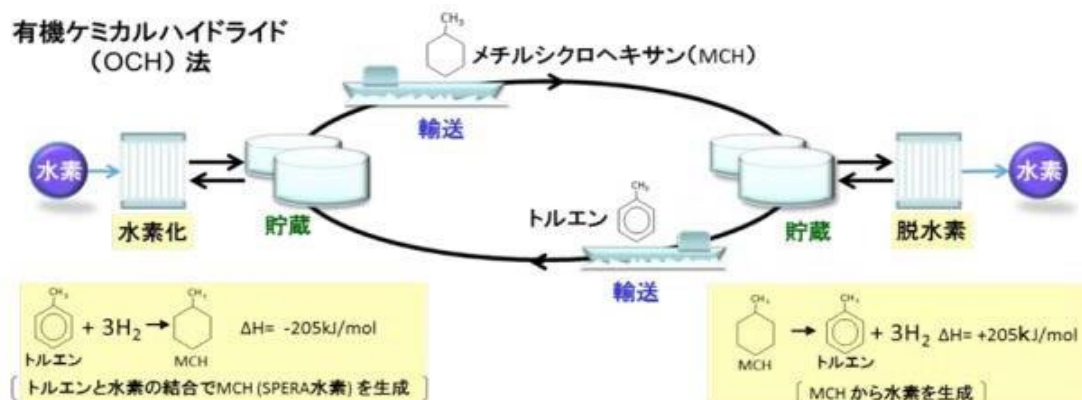 有機ケミカルハイドライド
(OCH) 法
CH₃
メチルシクロヘキサン(MCH)
輸送
水素
水素化
貯蔵
CH₃
トルエン
輸送
貯蔵
脱水素
水素
CH₃
CH₃
+ 3H₂ → ΔH= -205kJ/mol
トルエン
MCH
トルエンと水素の結合でMCH (SPERA水素) を生成
CH₃
CH₃
→ + 3H₂ ΔH= +205kJ/mol
MCH
トルエン
MCH から水素を生成